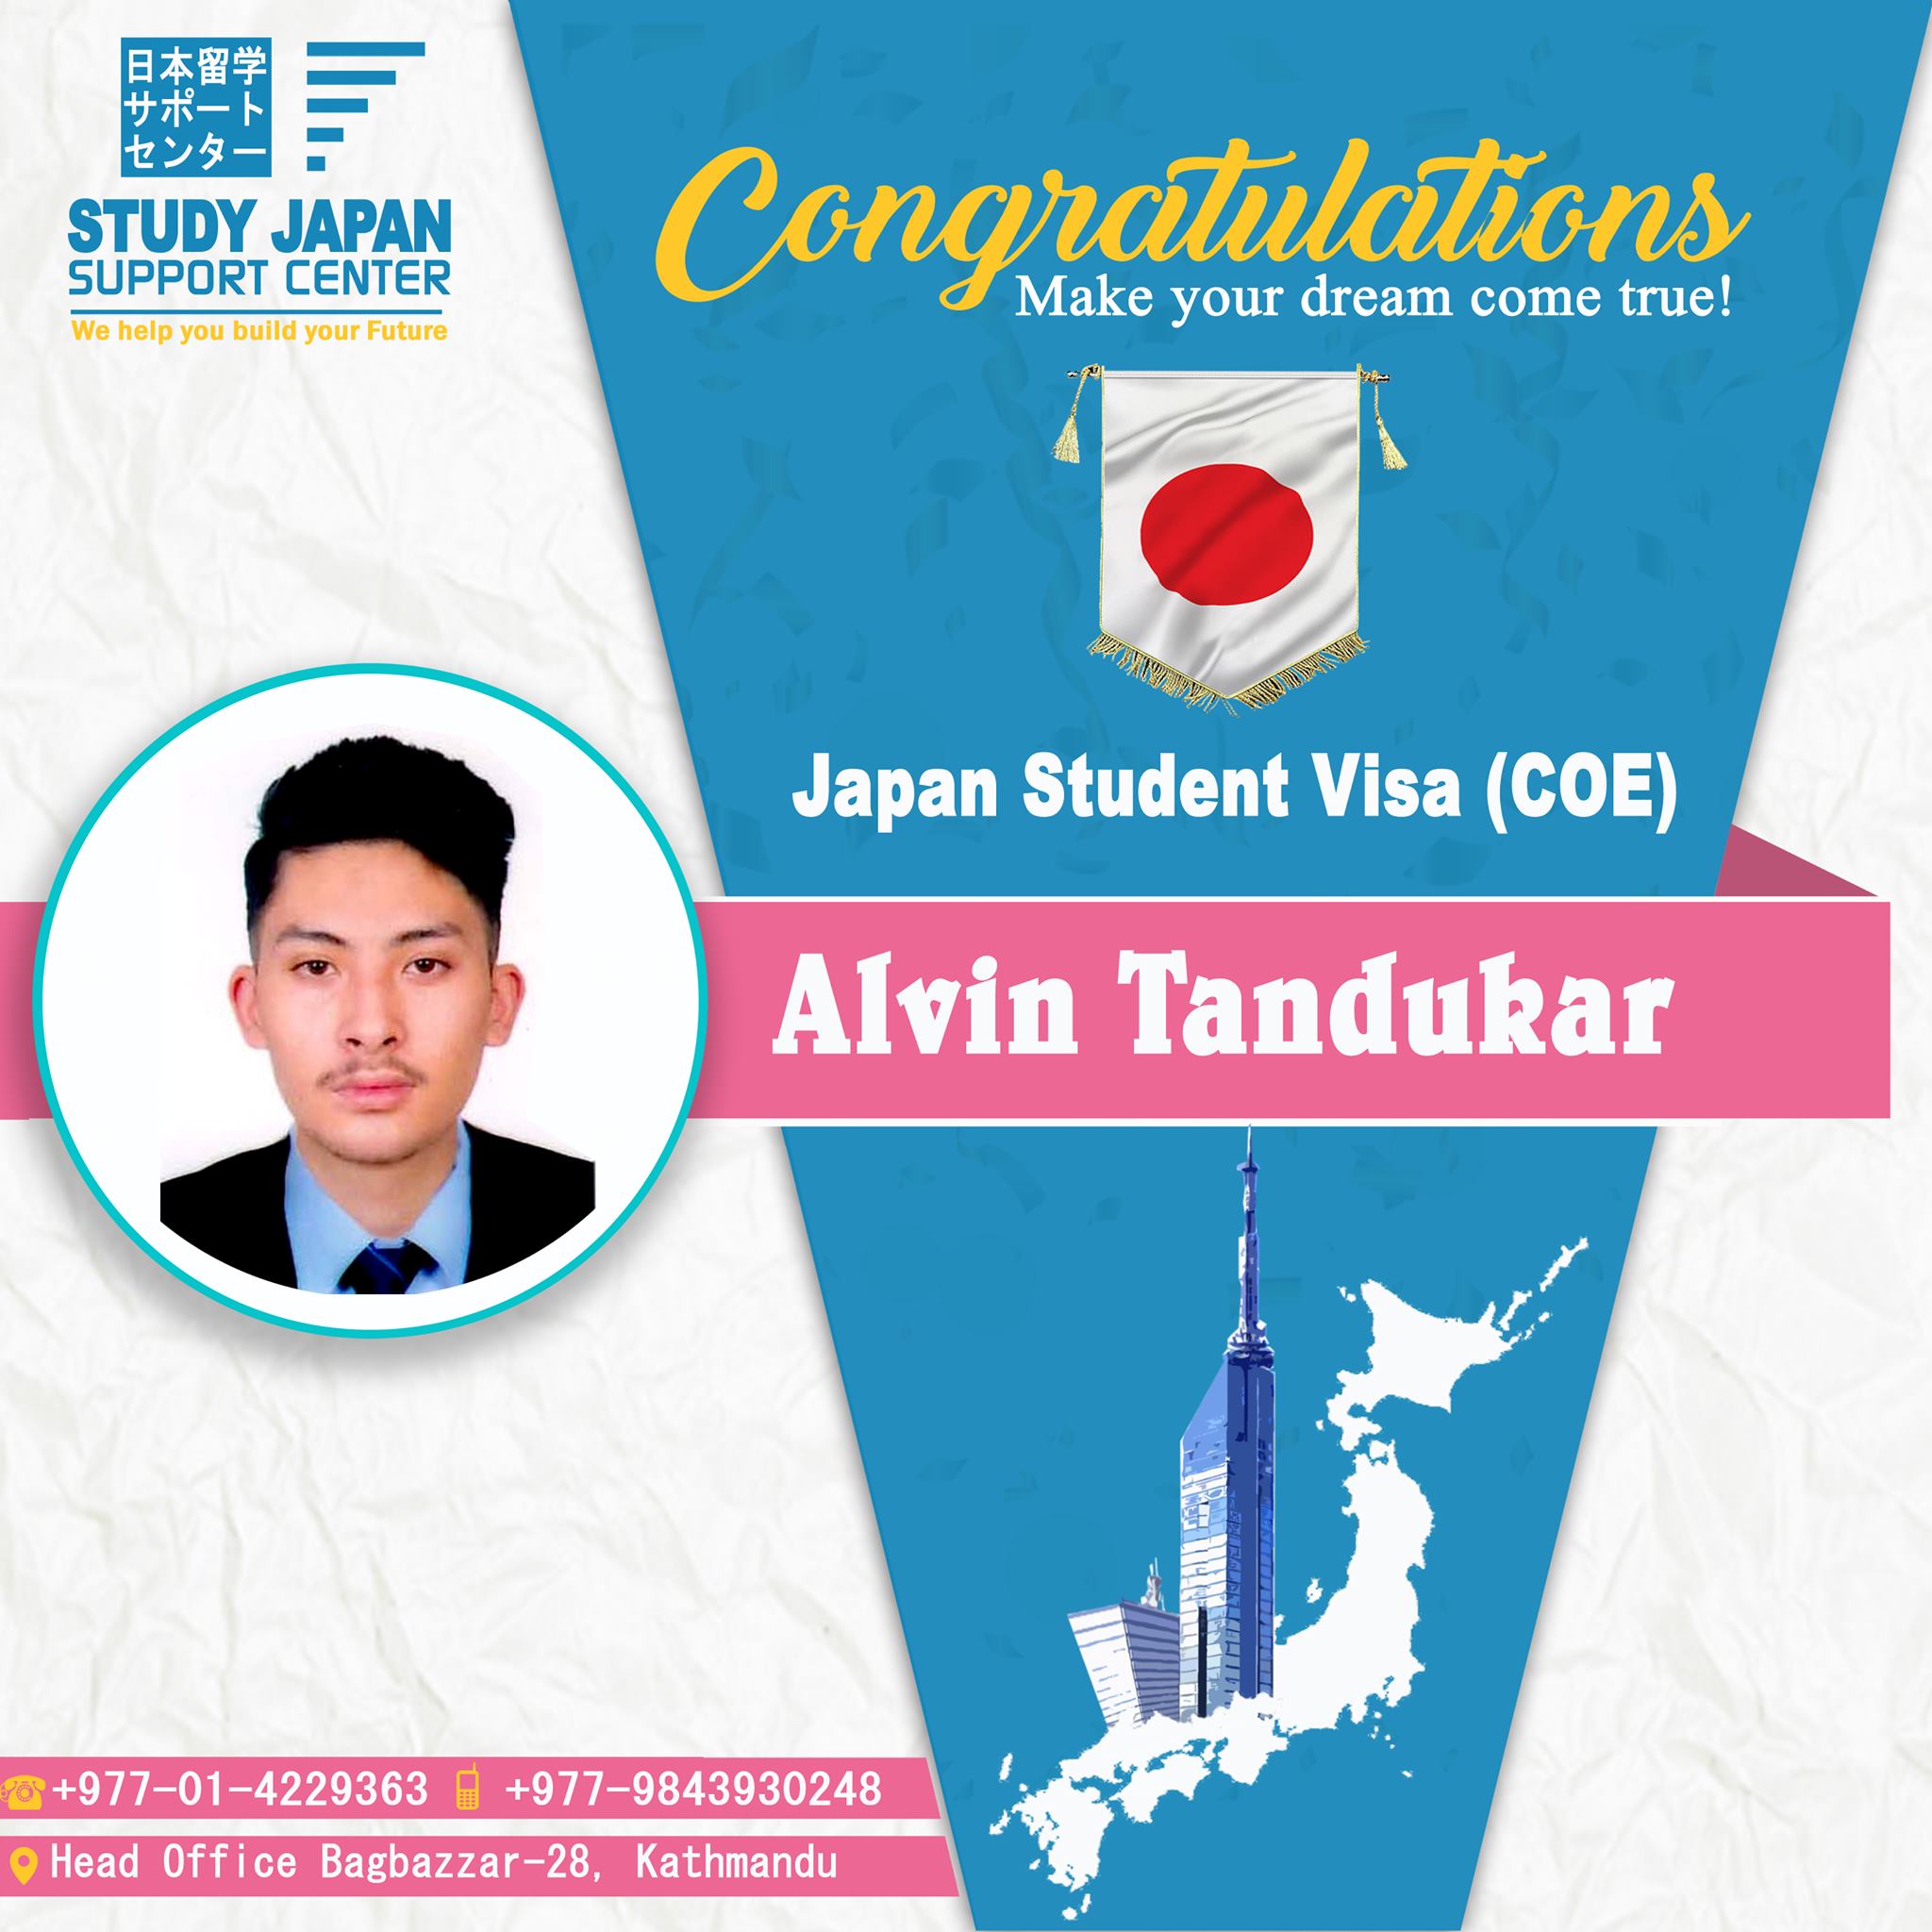 日本留学
サポート
センター
STUDY JAPAN
SUPPORT CENTER
We help you build your Future
Congratulations
Make your dream come true!
Japan Student Visa (COE)
Alvin Tandukar
+977-01-4229363 +977-9843930248
Head Office Bagbazzar-28, Kathmandu